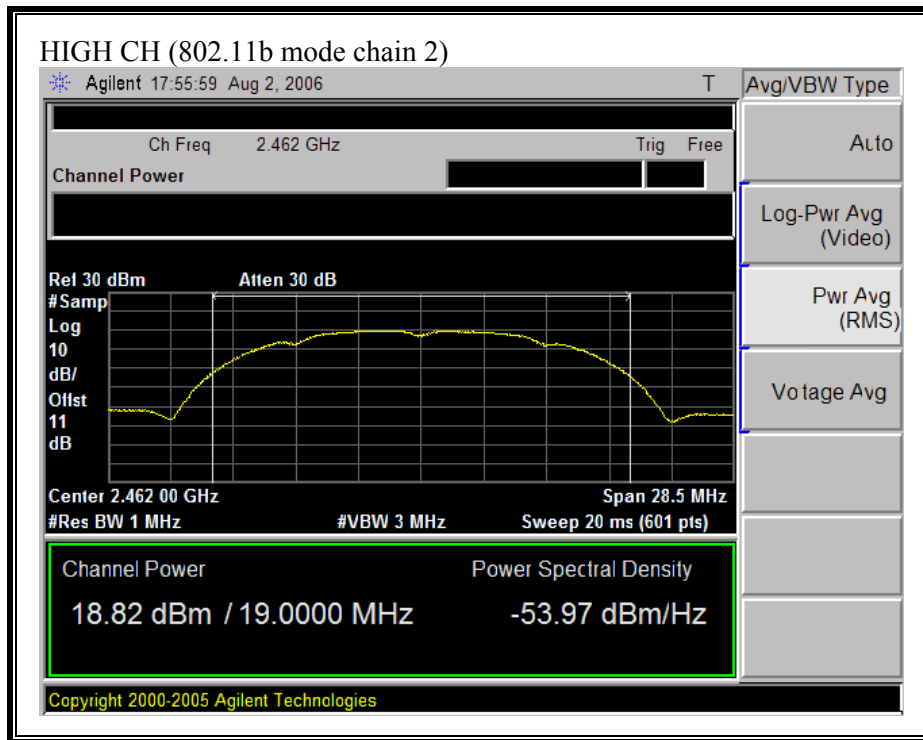 HIGH CH (802.11b mode chain 2)
Agilent 17:55:59 Aug 2, 2006 T
Avg/VBW Type
Ch Freq 2.462 GHz Trig Free
Channel Power
Auto
Log-Pwr Avg
(Video)
Pwr Avg
(RMS)
Voltage Avg
Ref 30 dBm Atten 30 dB
#Samp
Log
10
dB/
Offst
11
dB
Center 2.462 00 GHz Span 28.5 MHz
#Res BW 1 MHz #VBW 3 MHz Sweep 20 ms (601 pts)
Channel Power Power Spectral Density
18.82 dBm / 19.0000 MHz -53.97 dBm/Hz
Copyright 2000-2005 Agilent Technologies